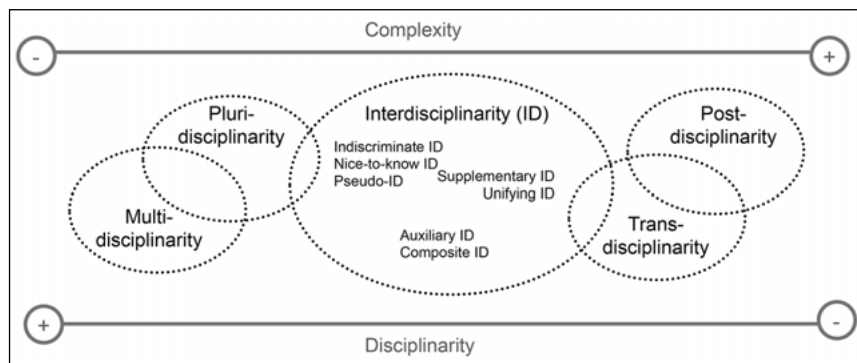 Complexity
-
+
Pluri-
disciplinarity
Multi-
disciplinarity
Interdisciplinarity (ID)
Indiscriminate ID
Nice-to-know ID
Pseudo-ID
Supplementary ID
Unifying ID
Auxiliary ID
Composite ID
Post-
disciplinarity
Trans-
disciplinarity
+
-
Disciplinarity